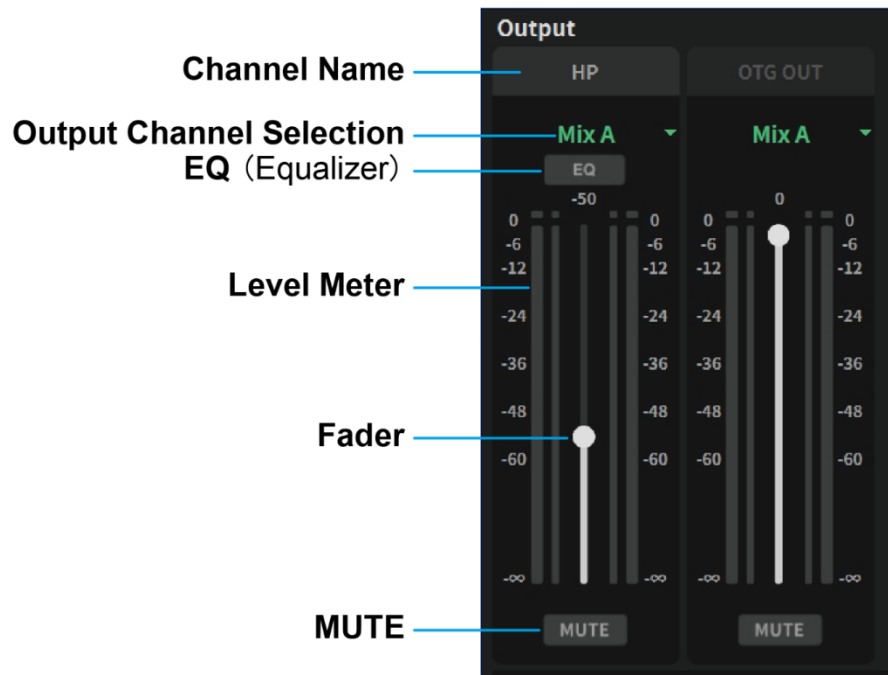 Output
Channel Name
HP
OTG OUT
Output Channel Selection
Mix A
Mix A
EQ（Equalizer）
EQ
-50
0
0 0 0 0
-6 -6 -6 -6
-12 -12 -12 -12
Level Meter
-24 -24 -24 -24
-36 -36 -36 -36
-48 -48 -48 -48
Fader
-60 -60 -60 -60
-∞ -∞ -∞ -∞
MUTE
MUTE
MUTE